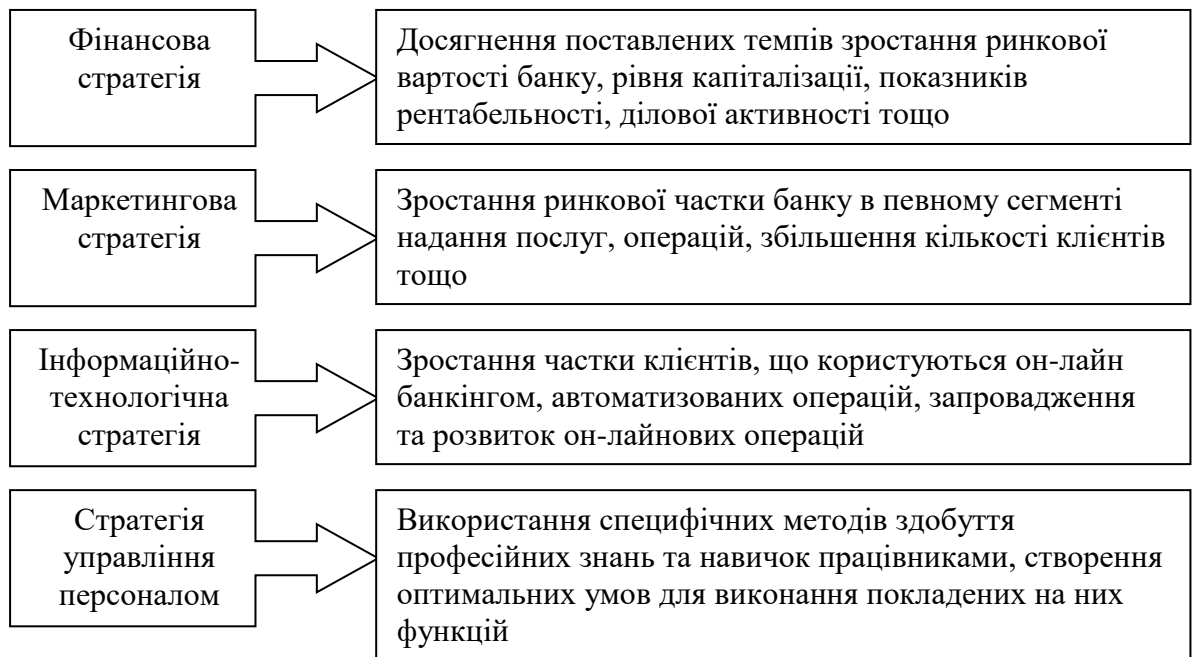 Фінансова
стратегія
Досягнення поставлених темпів зростання ринкової
вартості банку, рівня капіталізації, показників
рентабельності, ділової активності тощо
Маркетингова
стратегія
Зростання ринкової частки банку в певному сегменті
надання послуг, операцій, збільшення кількості клієнтів
тощо
Інформаційно-
технологічна
стратегія
Зростання частки клієнтів, що користуються он-лайн
банкінгом, автоматизованих операцій, запровадження
та розвиток он-лайнових операцій
Стратегія
управління
персоналом
Використання специфічних методів здобуття
професійних знань та навичок працівниками, створення
оптимальних умов для виконання покладених на них
функцій